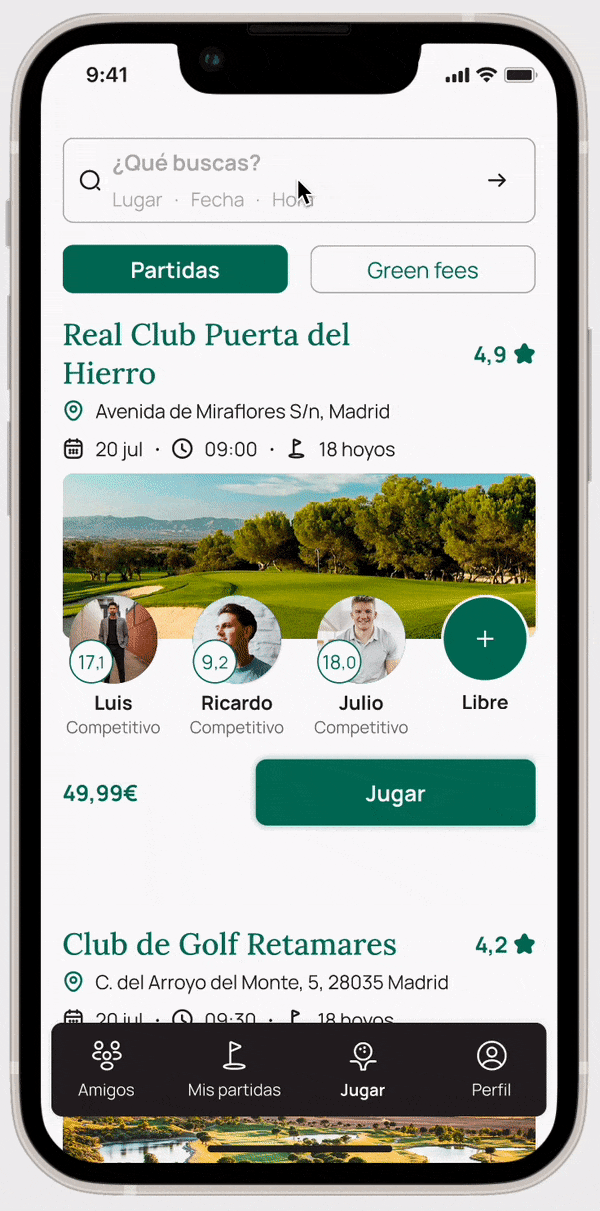 9:41
¿Qué buscas?
Lugar · Fecha · Hora
Partidas
Green fees
Real Club Puerta del
Hierro
4,9
Avenida de Miraflores S/n, Madrid
20 jul · 09:00 · 18 hoyos
17,1
9,2
18,0
+
Luis
Ricardo
Julio
Libre
Competitivo
Competitivo
Competitivo
49,99€
Jugar
Club de Golf Retamares
4,2
C. del Arroyo del Monte, 5, 28035 Madrid
20 jul · 09:30 · 18 hoyos
Amigos
Mis partidas
Jugar
Perfil